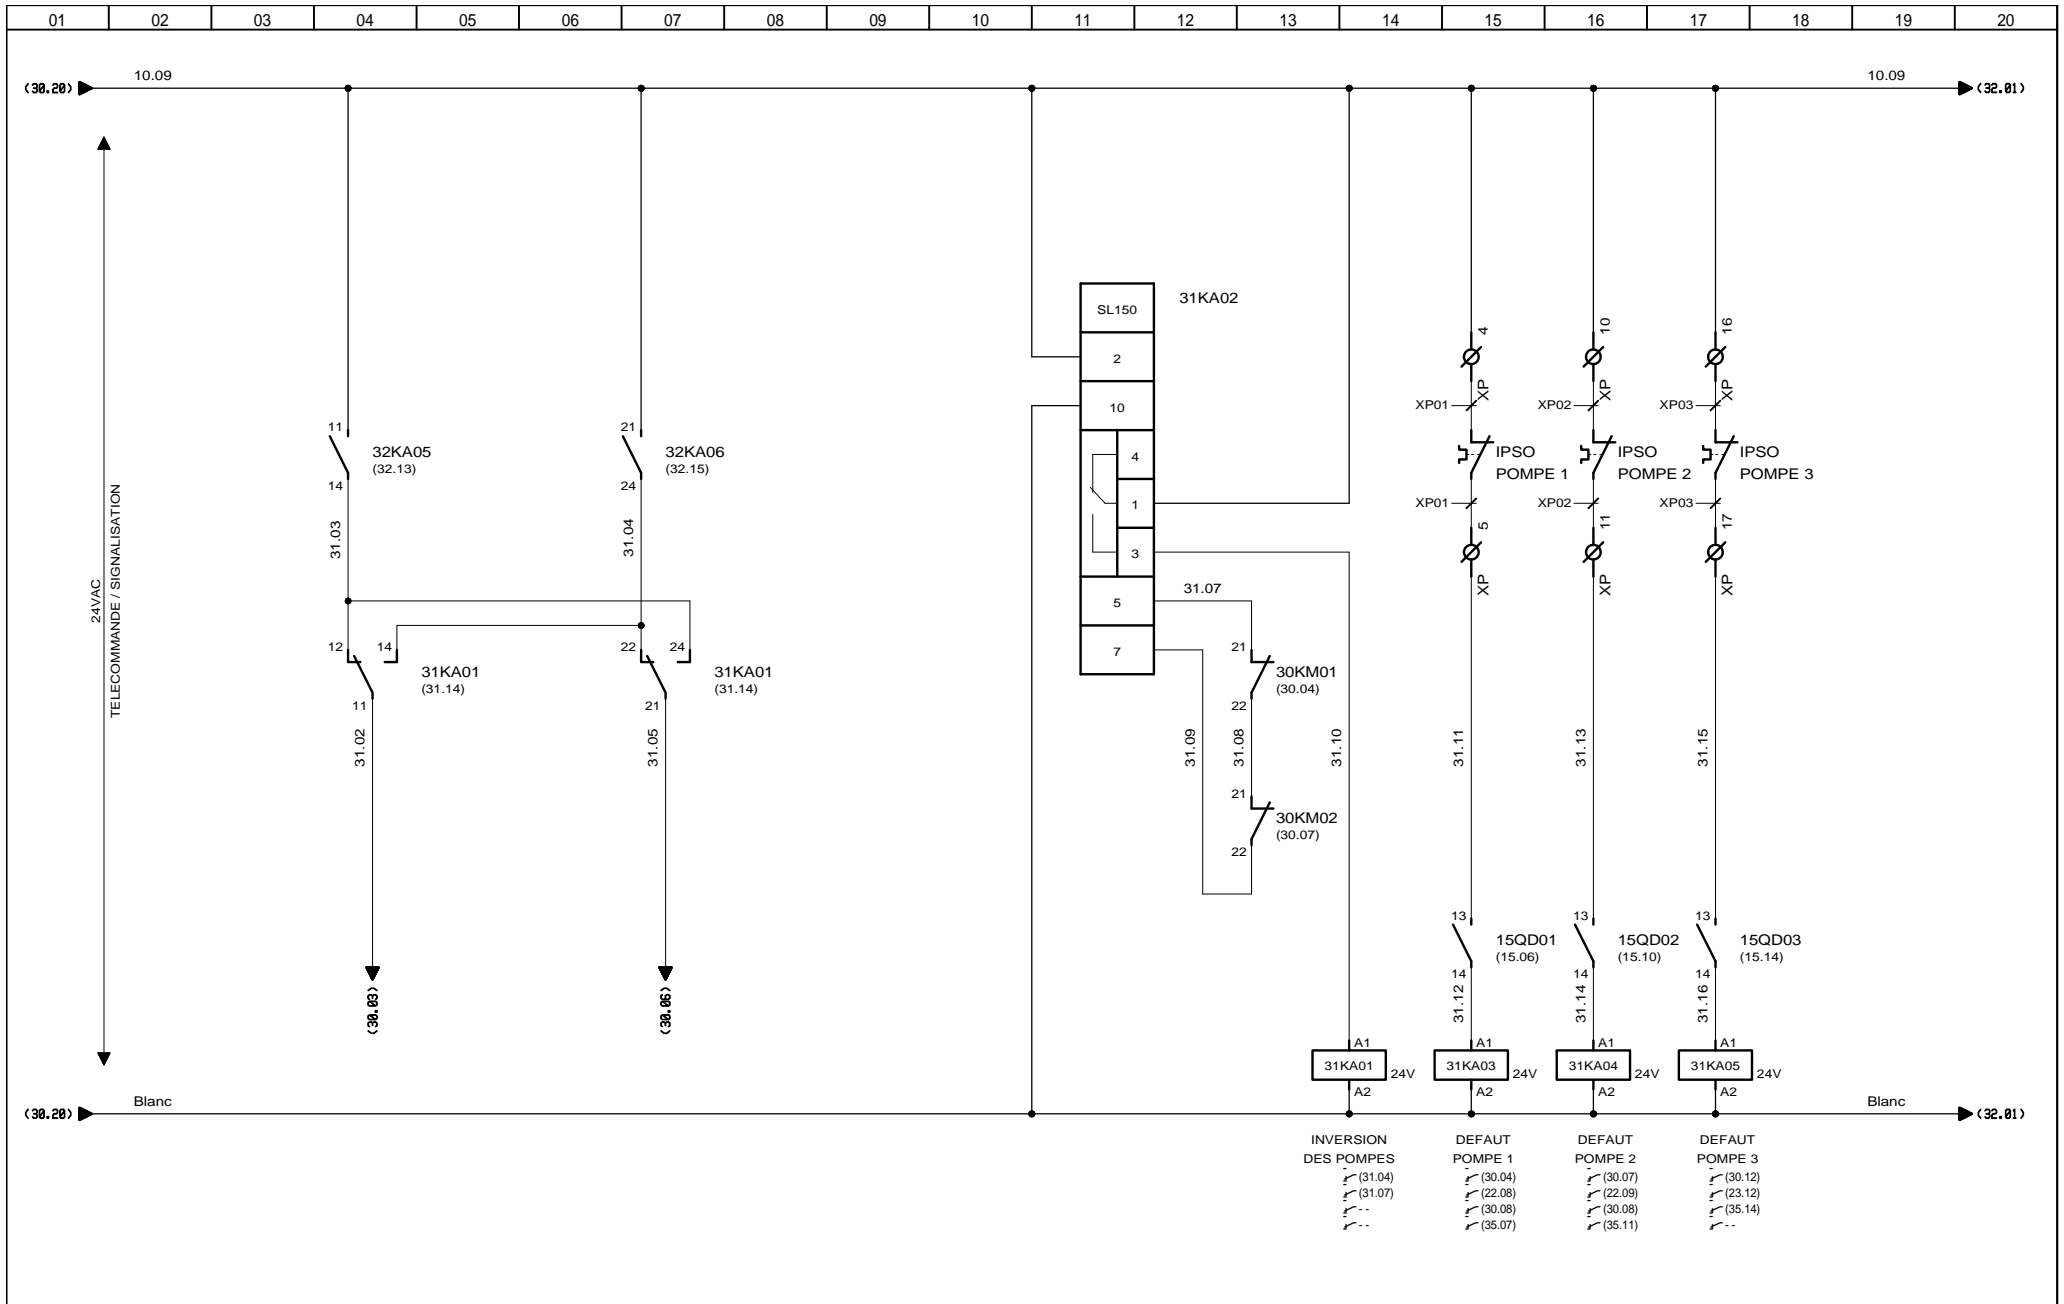 01 02 03 04 05 06 07 08 09 10 11 12 13 14 15 16 17 18 19 20
10.09 10.09
(30.20) (32.01)
24VAC
TELECOMMANDE / SIGNALISATION
11
32KA05
(32.13)
14
31.03
21
32KA06
(32.15)
24
31.04
12 14
31KA01
(31.14)
11
31.02
(30.03)
22 24
31KA01
(31.14)
21
31.05
(30.06)
SL150
31KA02
2
10
4
1
3
5
7
31.07
21
30KM01
(30.04)
22
31.09
31.08
31.10
21
30KM02
(30.07)
22
4
XP
XP01
IPSO
POMPE 1
XP01
5
XP
31.11
13
15QD01
(15.06)
14
31.12
10
XP
XP02
IPSO
POMPE 2
XP02
11
XP
31.13
13
15QD02
(15.10)
14
31.14
16
XP
XP03
IPSO
POMPE 3
XP03
17
XP
31.15
13
15QD03
(15.14)
14
31.16
A1 A1 A1 A1
31KA01 24V 31KA03 24V 31KA04 24V 31KA05 24V
A2 A2 A2 A2
Blanc Blanc
(30.20) (32.01)
INVERSION
DES POMPES
(31.04)
(31.07)
- -
- -
DEFAUT
POMPE 1
(30.04)
(22.08)
(30.08)
(35.07)
DEFAUT
POMPE 2
(30.07)
(22.09)
(30.08)
(35.11)
DEFAUT
POMPE 3
(30.12)
(23.12)
(35.14)
- -